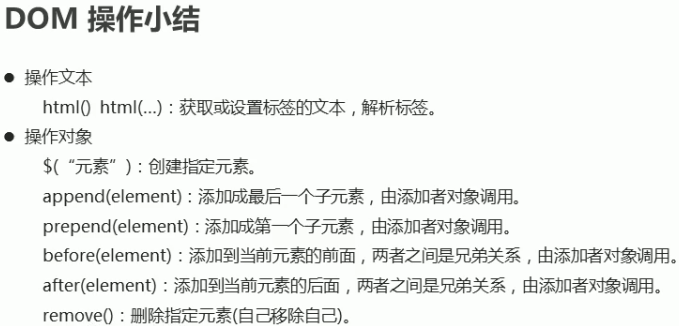 DOM 操作小结
● 操作文本
html() html(…)：获取或设置标签的文本，解析标签。
● 操作对象
$(“元素”)：创建指定元素。
append(element)：添加成最后一个子元素，由添加者对象调用。
prepend(element)：添加成第一个子元素，由添加者对象调用。
before(element)：添加到当前元素的前面，两者之间是兄弟关系，由添加者对象调用。
after(element)：添加到当前元素的后面，两者之间是兄弟关系，由添加者对象调用。
remove()：删除指定元素(自己移除自己)。